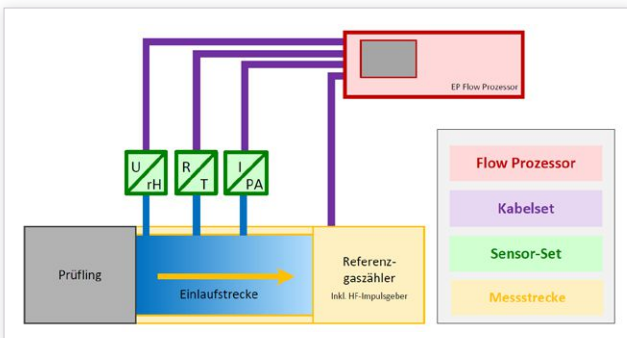 EP Flow Prozessor
U
rH
R
T
I
PA
Flow Prozessor
Kabelset
Sensor-Set
Messstrecke
Prüfling
Einlaufstrecke
Referenz-
gaszähler
Inkl. HF-Impulsgeber